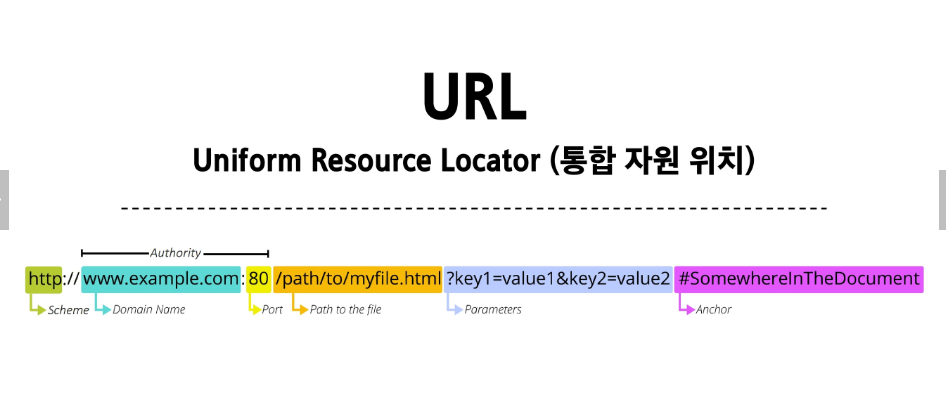 URL
Uniform Resource Locator (통합 자원 위치)
Authority
http://www.example.com:80/path/to/myfile.html?key1=value1&key2=value2#SomewhereInTheDocument
Scheme Domain Name Port Path to the file Parameters Anchor